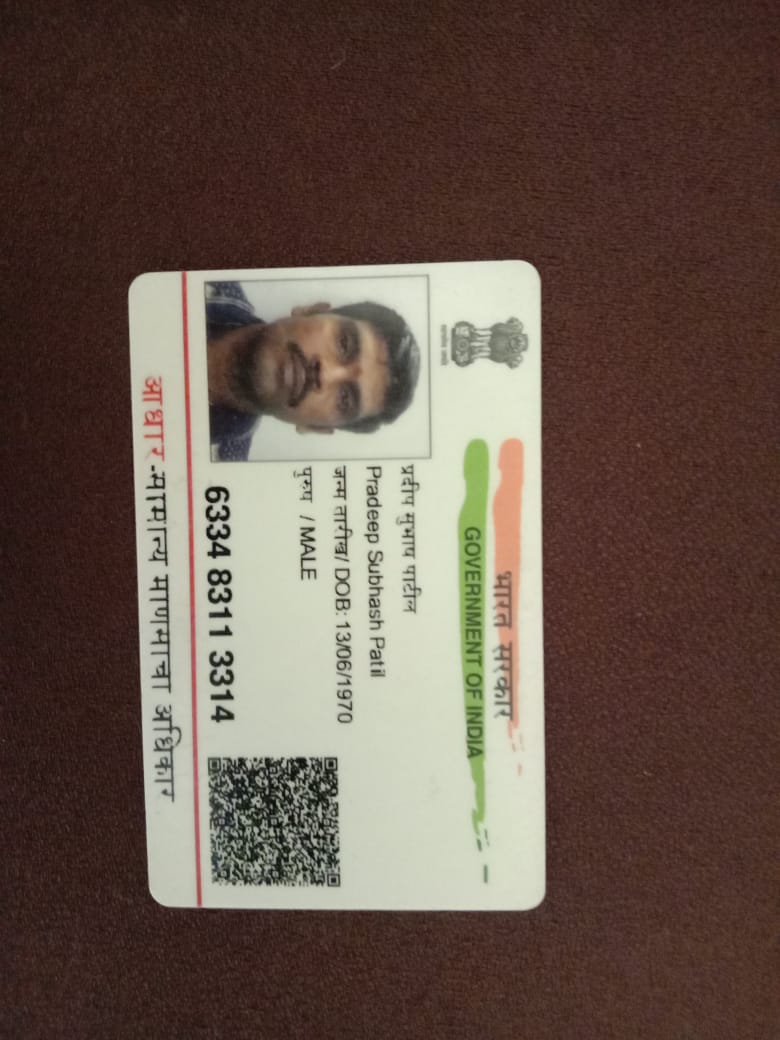 भारत सरकार
GOVERNMENT OF INDIA
प्रदीप सुभाष पाटील
Pradeep Subhash Patil
जन्म तारीख/ DOB: 13/06/1970
पुरुष / MALE
6334 8311 3314
आधार-सामान्य माणसाचा अधिकार